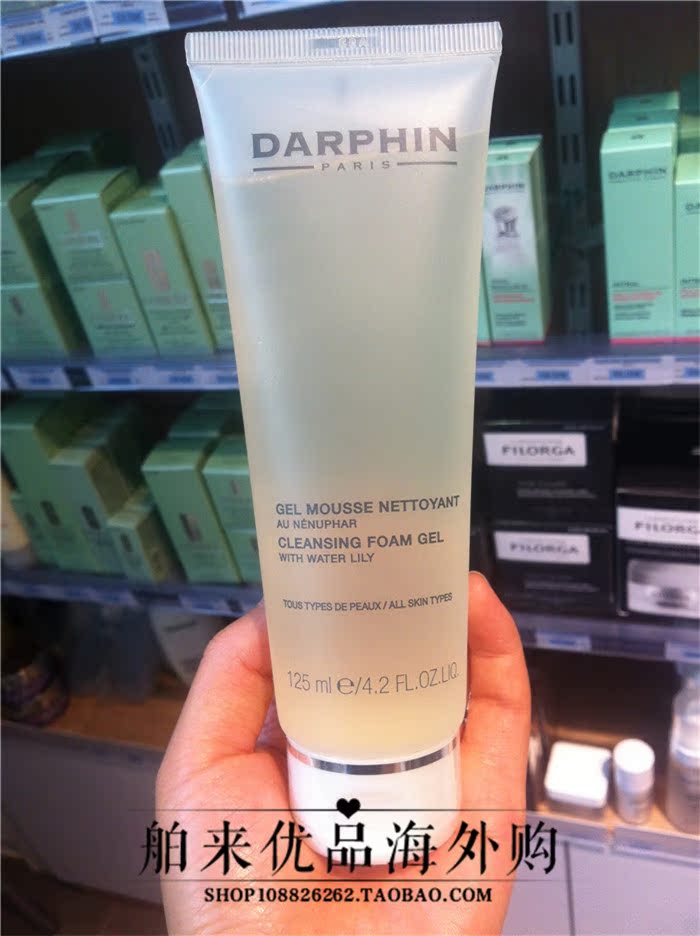 DARPHIN
PARIS
GEL MOUSSE NETTOYANT
AU NÉNUPHAR
CLEANSING FOAM GEL
WITH WATER LILY
TOUS TYPES DE PEAUX / ALL SKIN TYPES
125 ml ℮/4.2 FL.OZ.LIQ.
DARPHIN
DARPHIN
FILORGA
FILORGA
FILORGA
舶来优品海外购
SHOP108826262.TAOBAO.COM